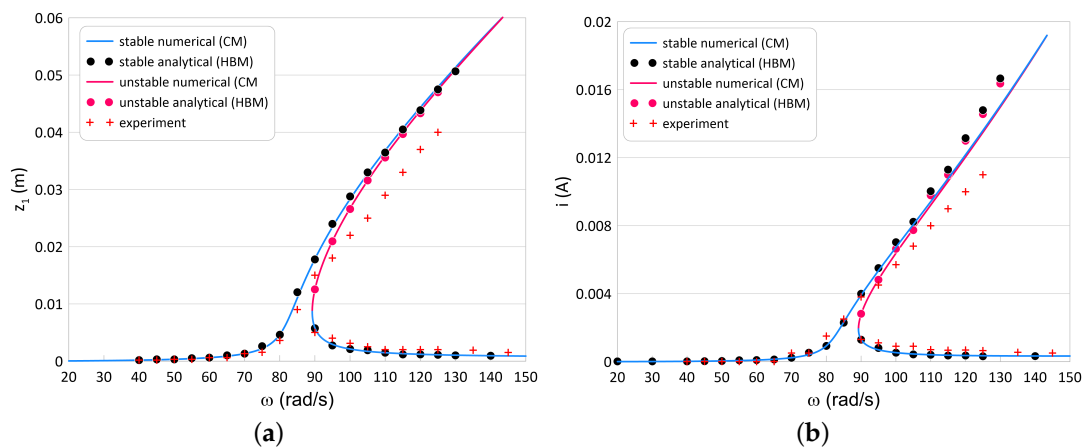 0.06
0.05
0.04
0.03
0.02
0.01
0
z1 (m)
stable numerical (CM)
stable analytical (HBM)
unstable numerical (CM
unstable analytical (HBM)
experiment
20 30 40 50 60 70 80 90 100 110 120 130 140 150
ω (rad/s)
(a)
0.02
0.016
0.012
0.008
0.004
0
i (A)
stable numerical (CM)
stable analytical (HBM)
unstable numerical (CM)
unstable analytical (HBM)
experiment
20 30 40 50 60 70 80 90 100 110 120 130 140 150
ω (rad/s)
(b)